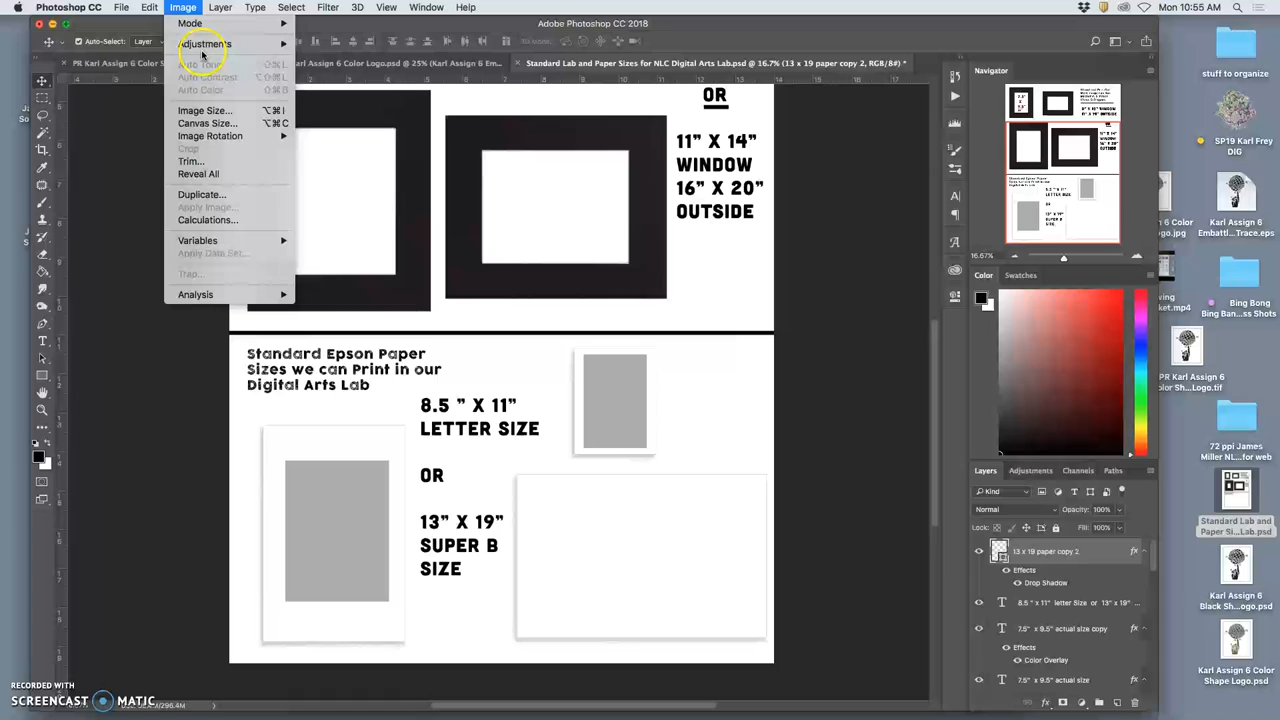 Photoshop CC File Edit Image Layer Type Select Filter 3D View Window Help
Mon 10:55 AM
Adobe Photoshop CC 2018
Auto-Select: Layer
PR Karl Assign 6 Color S
Karl Assign 6 Color Logo.psd @ 25% (Karl Assign 6 Em...
Standard Lab and Paper Sizes for NLC Digital Arts Lab.psd @ 16.7% (13 x 19 paper copy 2, RGB/8#) *
Mode
Adjustments
Auto Tone ⇧⌘L
Auto Contrast ⌥⇧⌘L
Auto Color ⇧⌘B
Image Size... ⌥⌘I
Canvas Size... ⌥⌘C
Image Rotation
Crop
Trim...
Reveal All
Duplicate...
Apply Image...
Calculations...
Variables
Apply Data Set...
Trap...
Analysis
OR
11" X 14"
WINDOW
16" X 20"
OUTSIDE
Standard Epson Paper
Sizes we can Print in our
Digital Arts Lab
8.5 " X 11"
LETTER SIZE
OR
13" X 19"
SUPER B
SIZE
Navigator
16.67%
Color Swatches
Layers Adjustments Channels Paths
Kind
Normal Opacity: 100%
Lock: Fill: 100%
13 x 19 paper copy 2 fx
Effects
Drop Shadow
8.5 " x 11" letter Size or 13" x 19" ...
7.5" x 9.5" actual size copy fx
Effects
Color Overlay
7.5" x 9.5" actual size fx
stuff to organize
SP19 Karl Frey
DIG
6 Color
ogo.jpg
Karl Assign 6
Embattl...Trace.eps
wing
ket.mp4
Bing Bong
Bing Ban...ss Shots
PR Karl Assign 6
Color Sh...Logo.tif
72 ppi James
Miller NL...for web
Standard Lab and
Paper Si...Lab.psd
Karl Assign 6
Black Sh...ogo.psd
Karl Assign 6 Color
Shape Logo.psd
RECORDED WITH
SCREENCAST MATIC